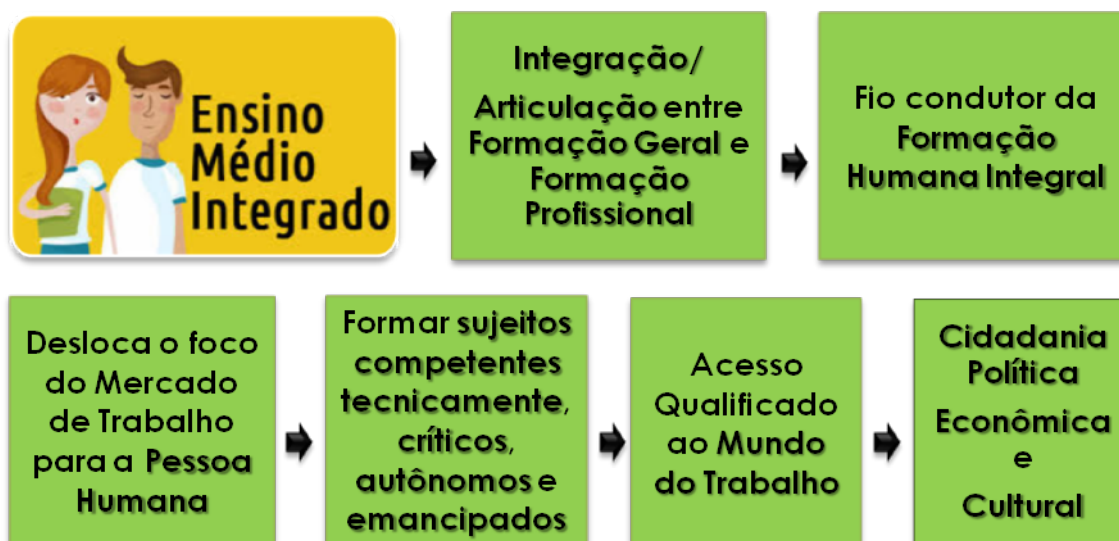 Ensino
Médio
Integrado
Integração/
Articulação entre
Formação Geral e
Formação
Profissional
Fio condutor da
Formação
Humana Integral
Desloca o foco
do Mercado
de Trabalho
para a Pessoa
Humana
Formar sujeitos
competentes
tecnicamente,
críticos,
autônomos e
emancipados
Acesso
Qualificado
ao Mundo
do Trabalho
Cidadania
Política
Econômica
e
Cultural